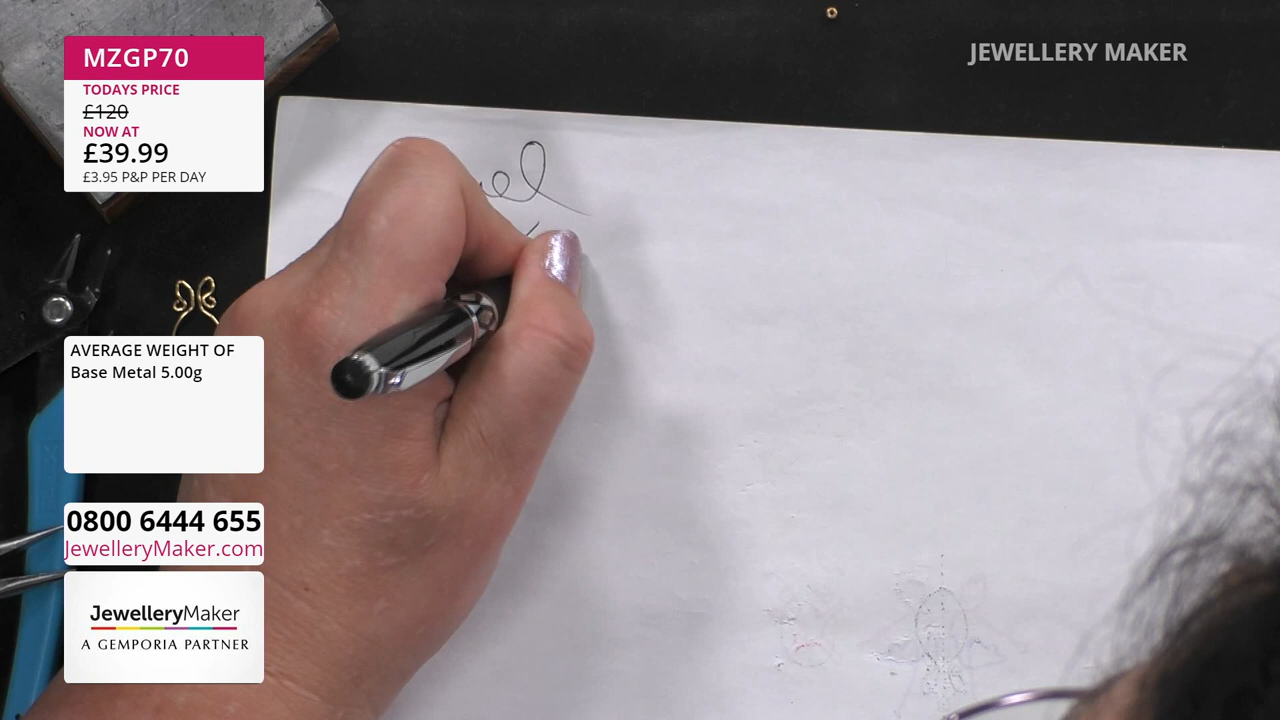 MZGP70
TODAYS PRICE
£120
NOW AT
£39.99
£3.95 P&P PER DAY
JEWELLERY MAKER
AVERAGE WEIGHT OF
Base Metal 5.00g
0800 6444 655
JewelleryMaker.com
JewelleryMaker
A GEMPORIA PARTNER